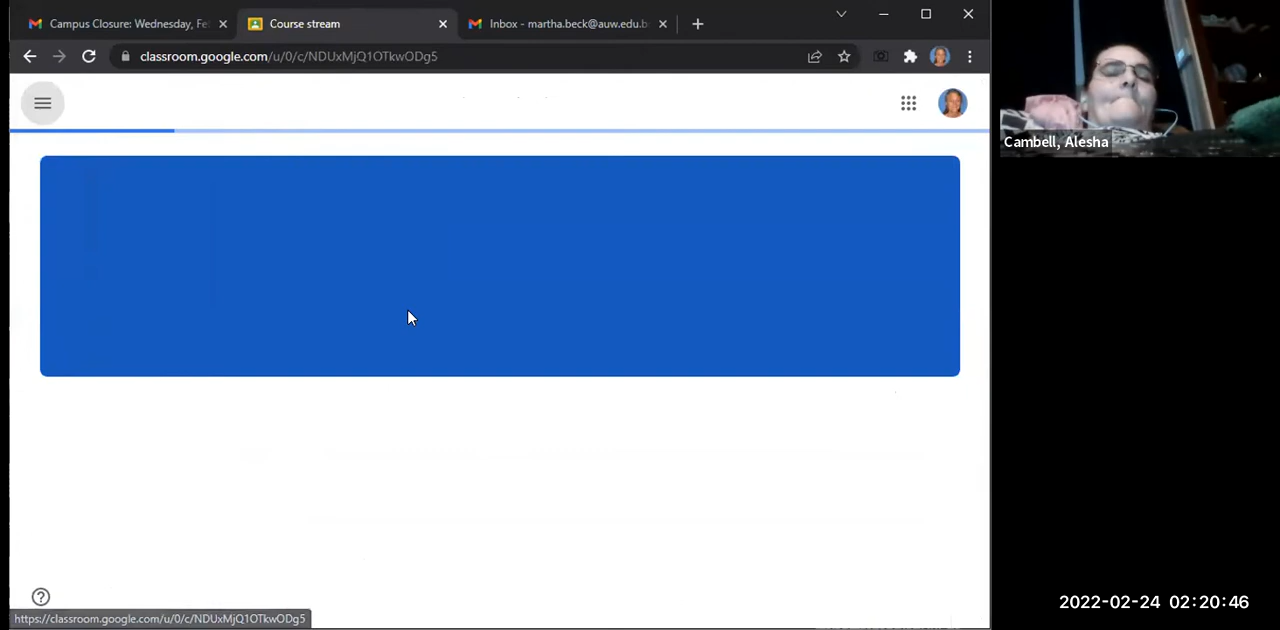 Campus Closure: Wednesday, Fe
Course stream
Inbox - martha.beck@auw.edu.b
classroom.google.com/u/0/c/NDUxMjQ1OTkwODg5
Cambell, Alesha
https://classroom.google.com/u/0/c/NDUxMjQ1OTkwODg5
2022-02-24 02:20:46